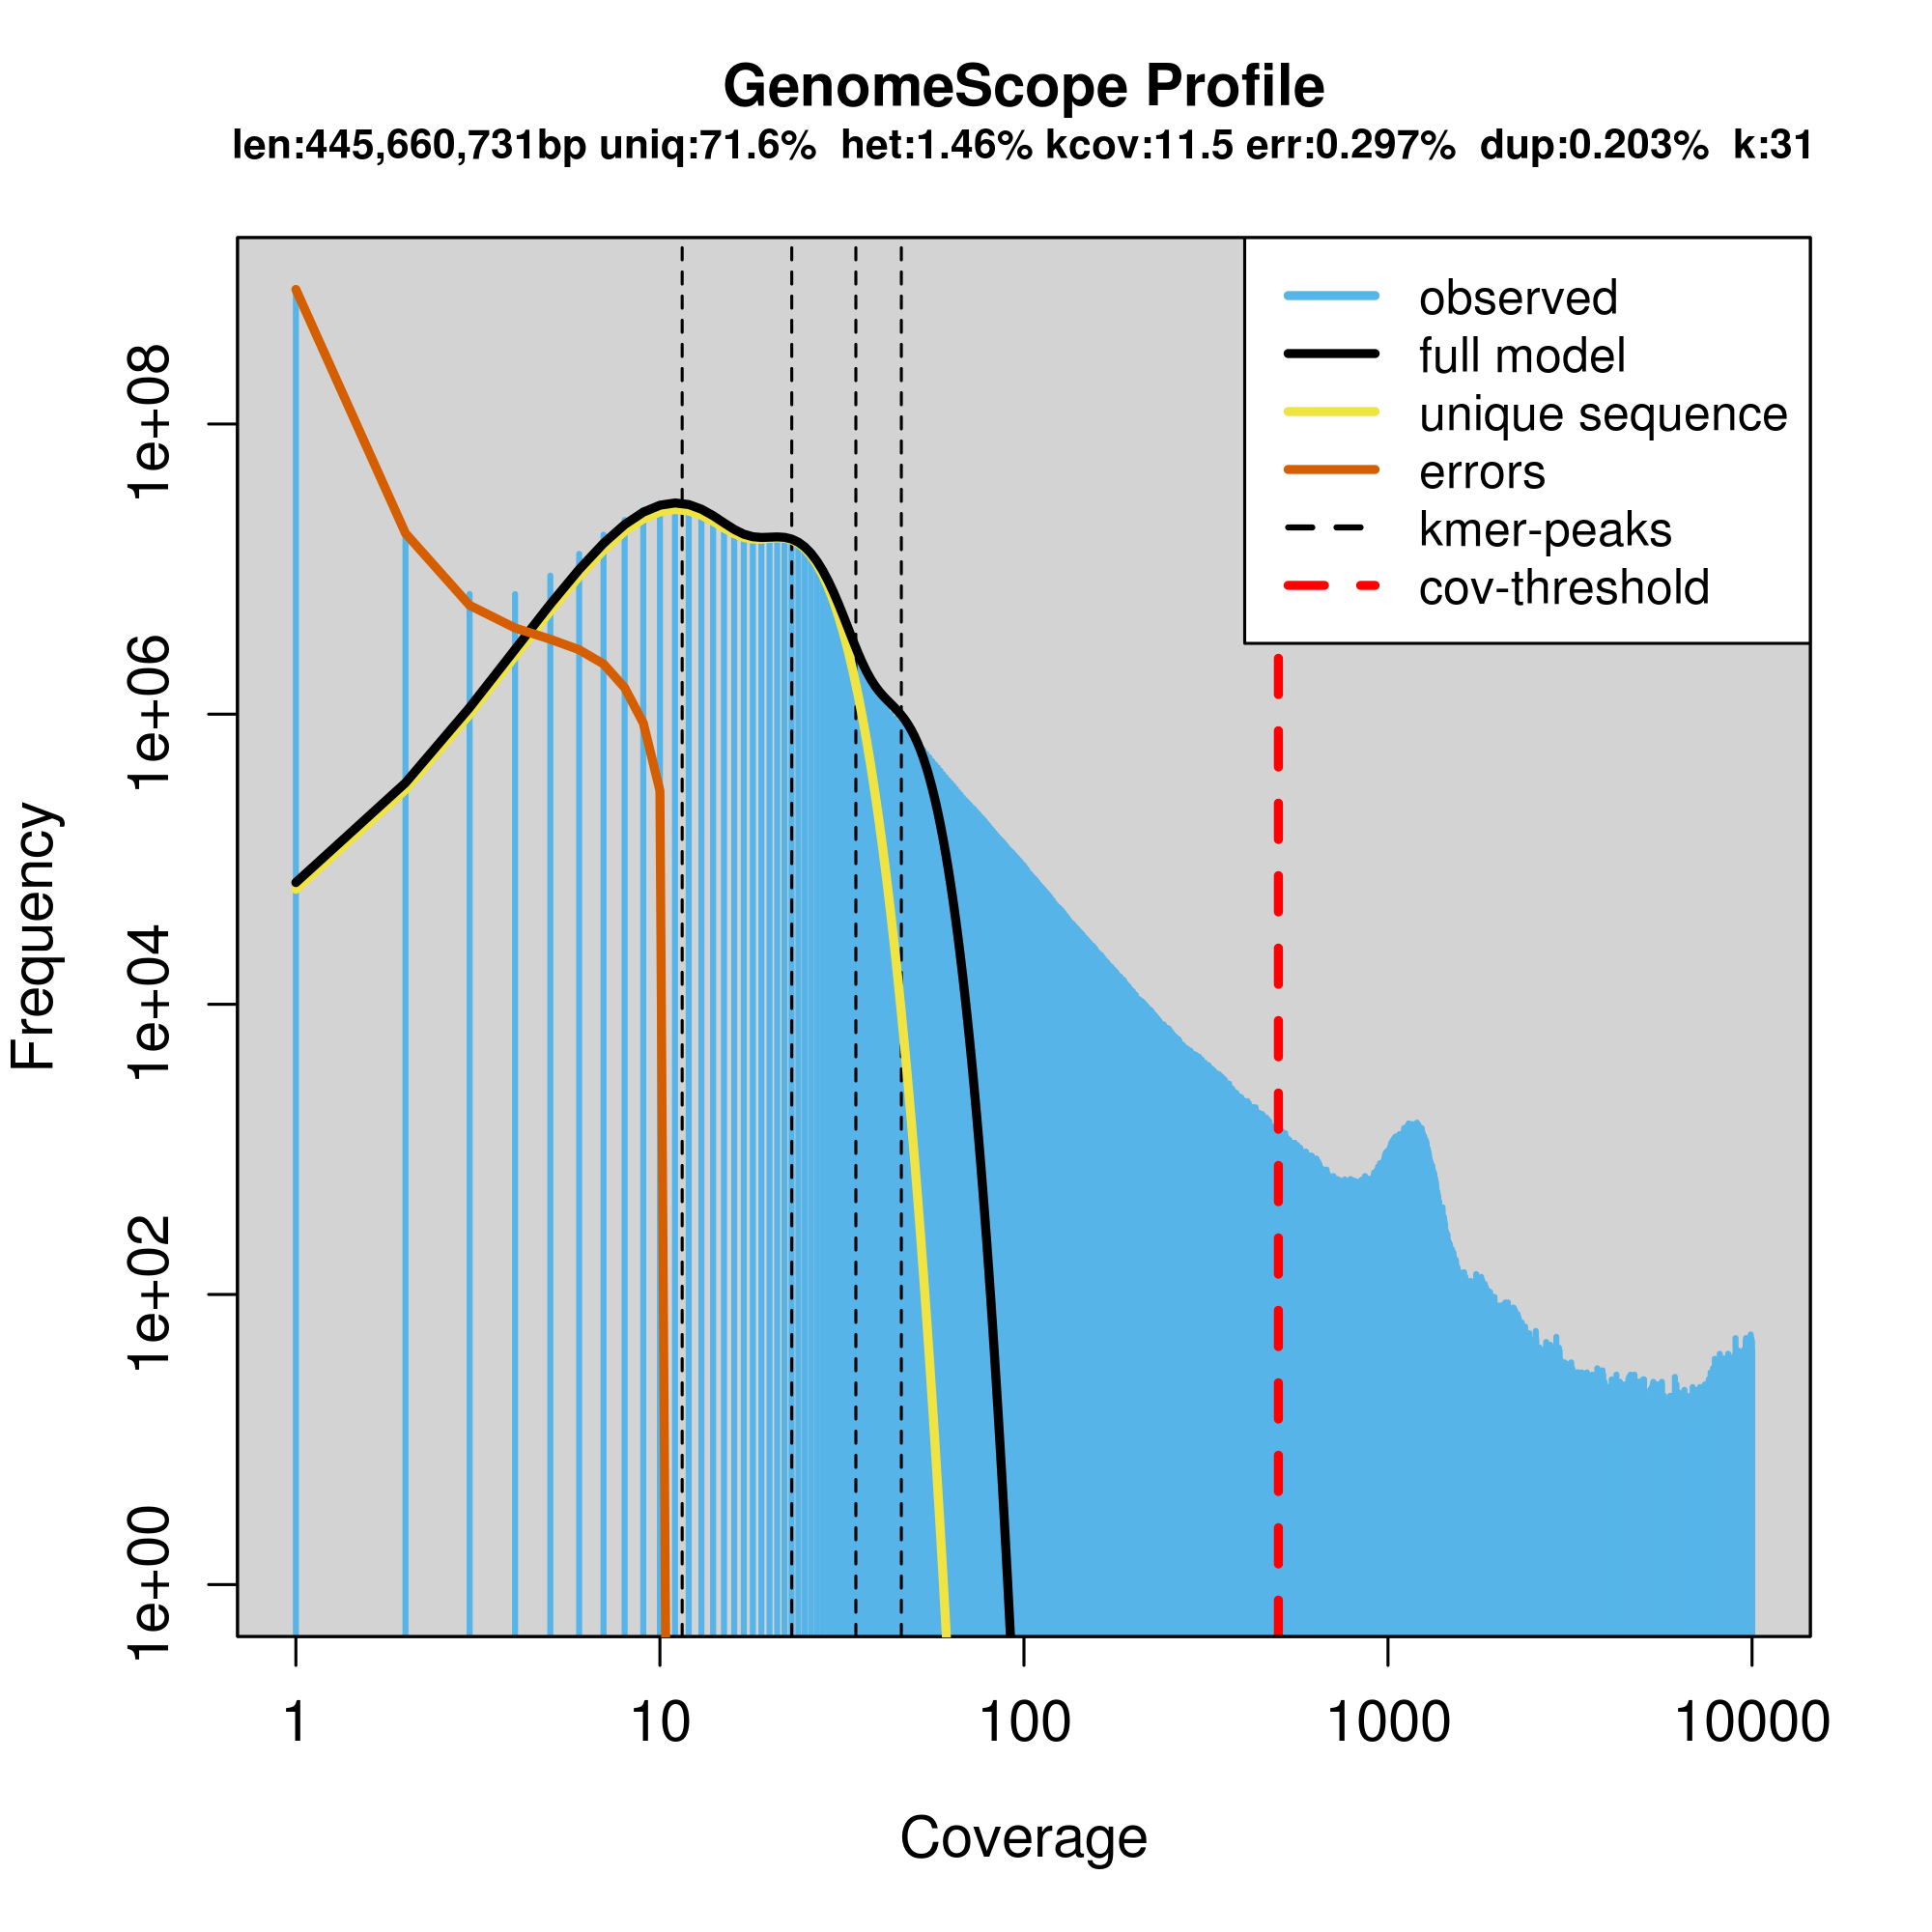 GenomeScope Profile
len:445,660,731bp uniq:71.6% het:1.46% kcov:11.5 err:0.297% dup:0.203% k:31
observed
full model
unique sequence
errors
kmer-peaks
cov-threshold
Frequency
1e+08
1e+06
1e+04
1e+02
1e+00
1 10 100 1000 10000
Coverage